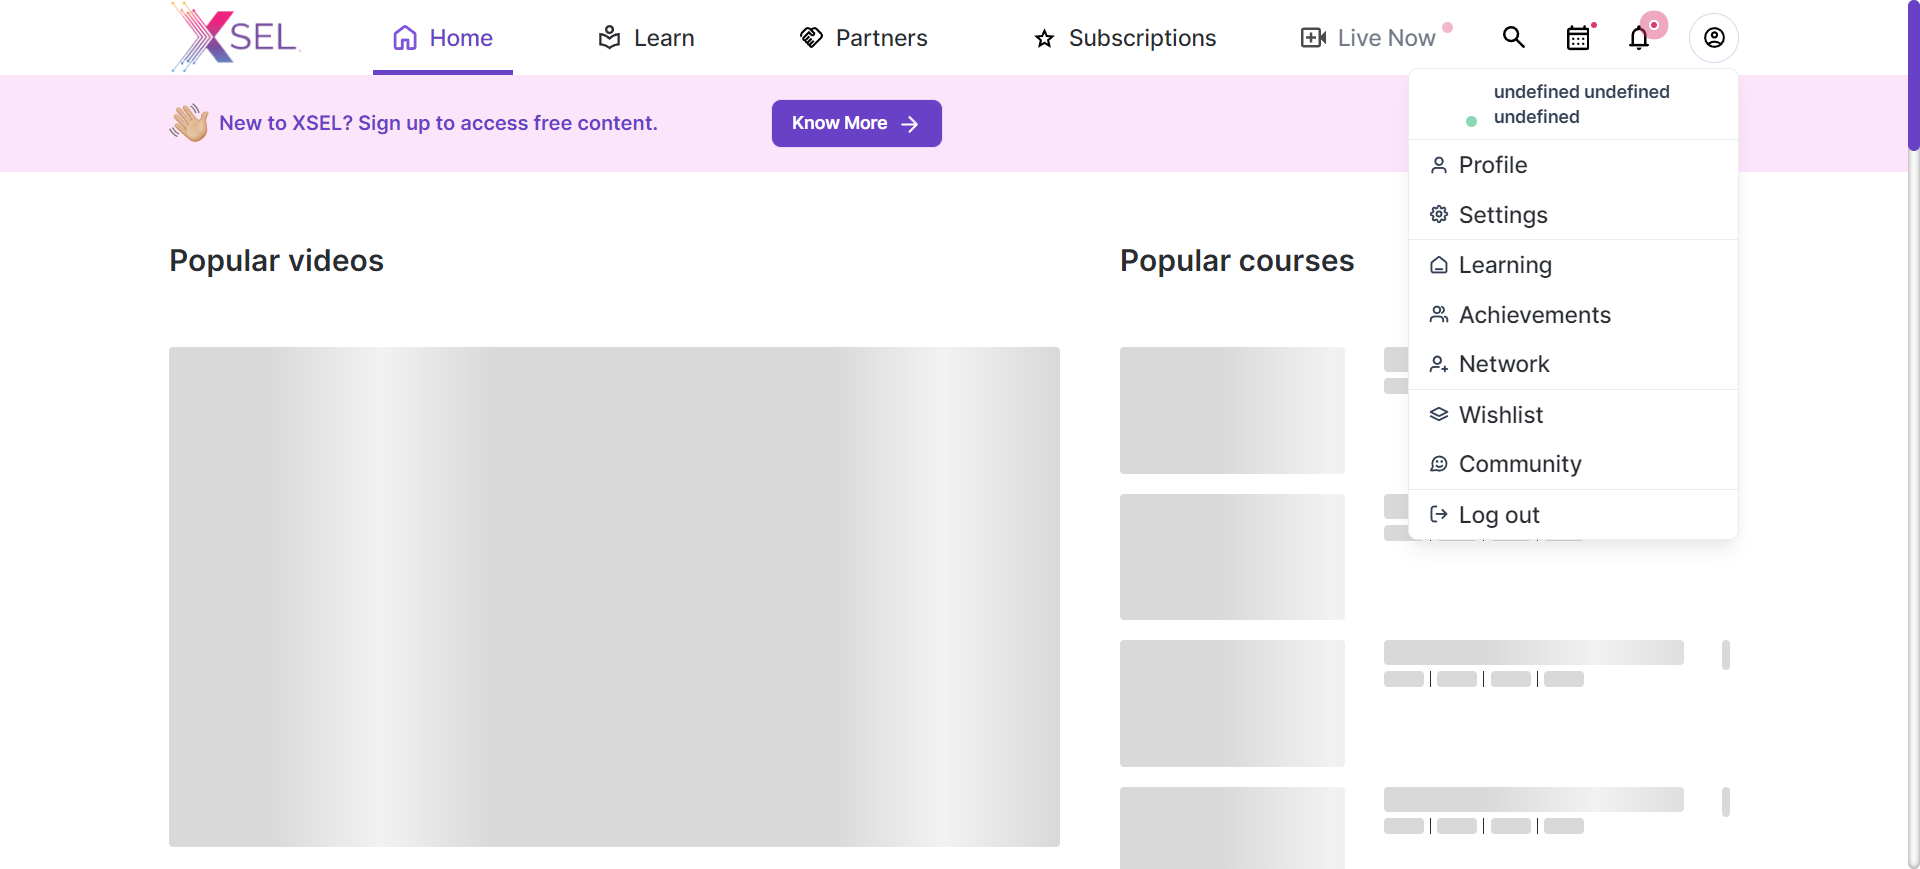 XSEL
Home
Learn
Partners
Subscriptions
Live Now
undefined undefined
undefined
New to XSEL? Sign up to access free content.
Know More
Profile
Settings
Popular videos
Popular courses
Learning
Achievements
Network
Wishlist
Community
Log out